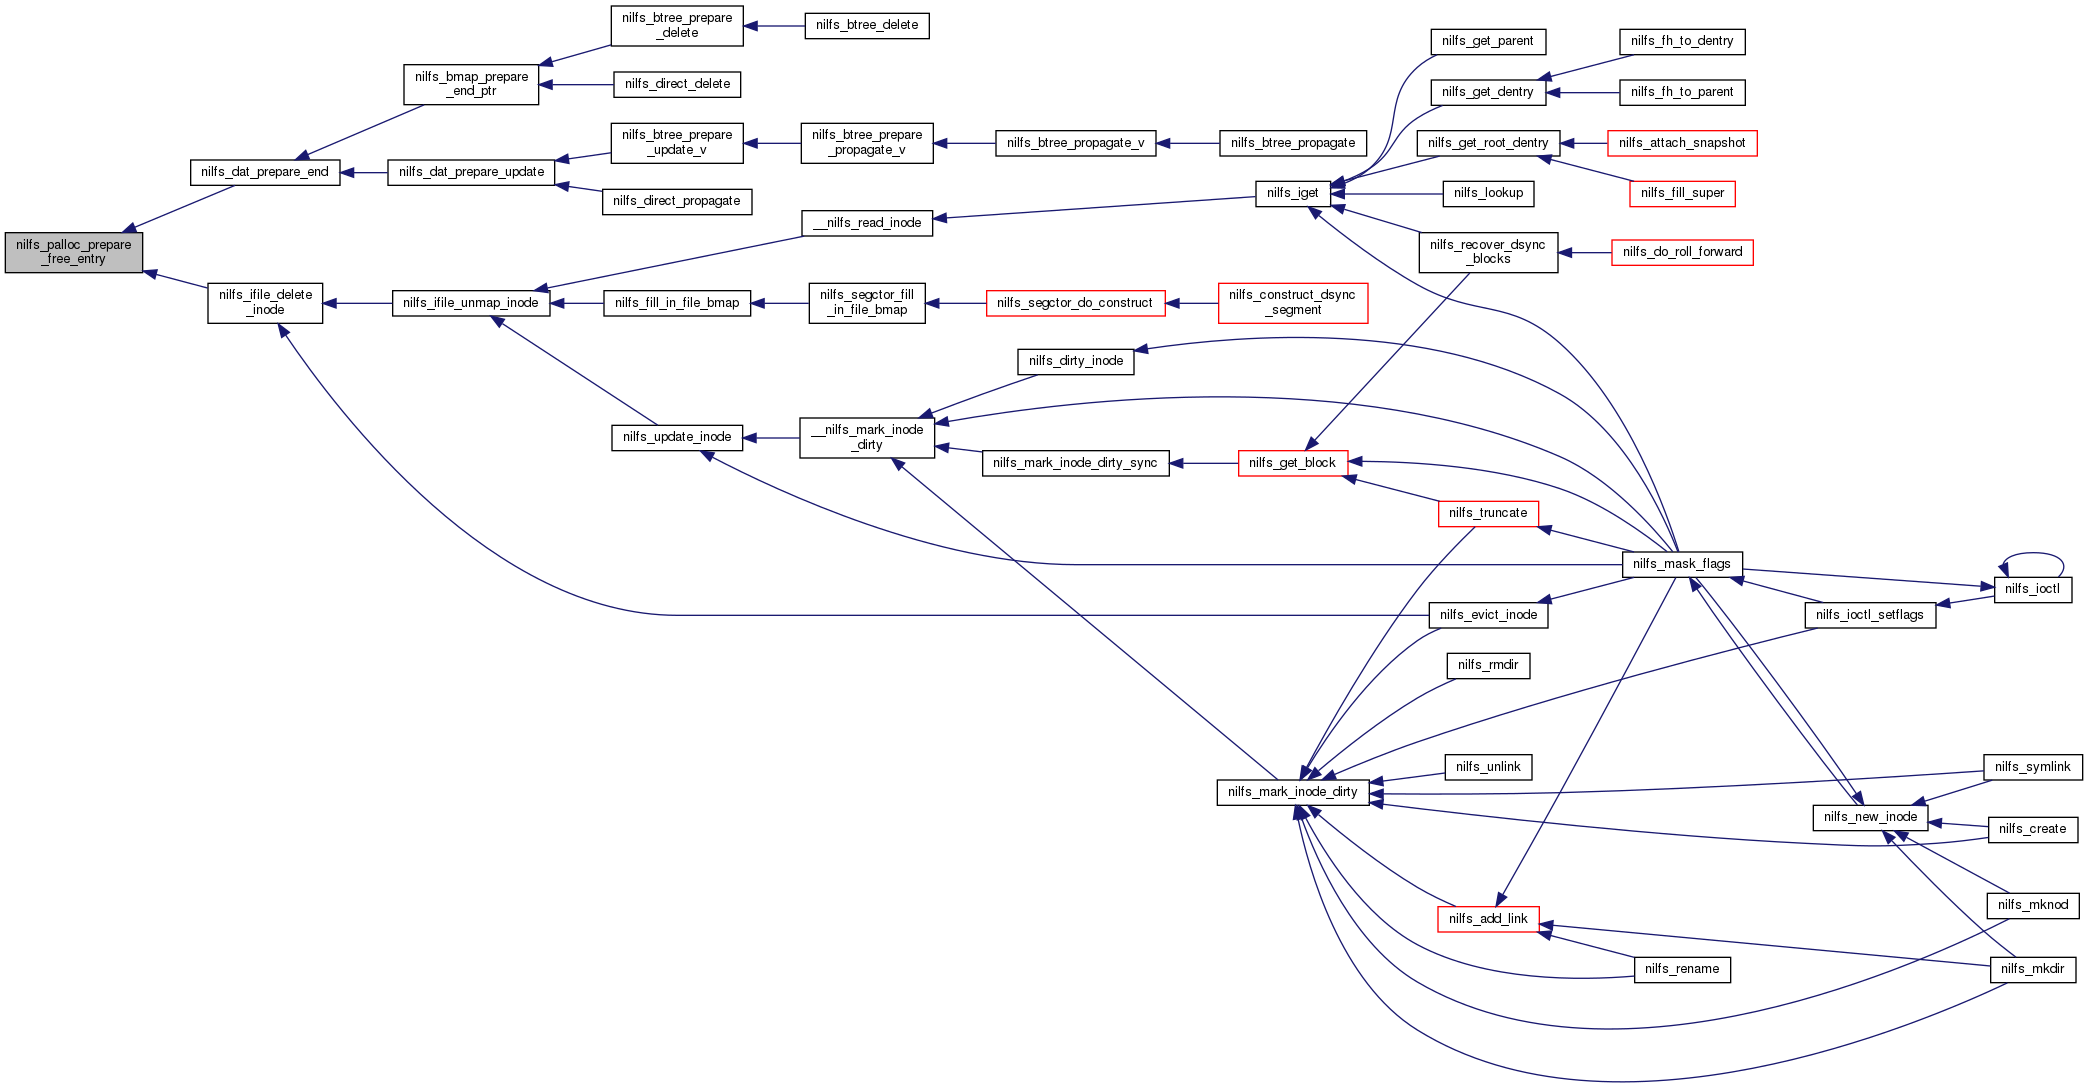 nilfs_palloc_prepare
_free_entry
nilfs_dat_prepare_end
nilfs_bmap_prepare
_end_ptr
nilfs_btree_prepare
_delete
nilfs_btree_delete
nilfs_direct_delete
nilfs_dat_prepare_update
nilfs_btree_prepare
_update_v
nilfs_btree_prepare
_propagate_v
nilfs_btree_propagate_v
nilfs_btree_propagate
nilfs_direct_propagate
nilfs_ifile_delete
_inode
nilfs_ifile_unmap_inode
__nilfs_read_inode
nilfs_iget
nilfs_get_parent
nilfs_get_dentry
nilfs_fh_to_dentry
nilfs_fh_to_parent
nilfs_get_root_dentry
nilfs_attach_snapshot
nilfs_fill_super
nilfs_lookup
nilfs_recover_dsync
_blocks
nilfs_do_roll_forward
nilfs_fill_in_file_bmap
nilfs_segctor_fill
_in_file_bmap
nilfs_segctor_do_construct
nilfs_construct_dsync
_segment
nilfs_update_inode
__nilfs_mark_inode
_dirty
nilfs_dirty_inode
nilfs_mark_inode_dirty_sync
nilfs_get_block
nilfs_truncate
nilfs_mask_flags
nilfs_ioctl
nilfs_ioctl_setflags
nilfs_evict_inode
nilfs_rmdir
nilfs_mark_inode_dirty
nilfs_unlink
nilfs_symlink
nilfs_new_inode
nilfs_create
nilfs_mknod
nilfs_add_link
nilfs_rename
nilfs_mkdir